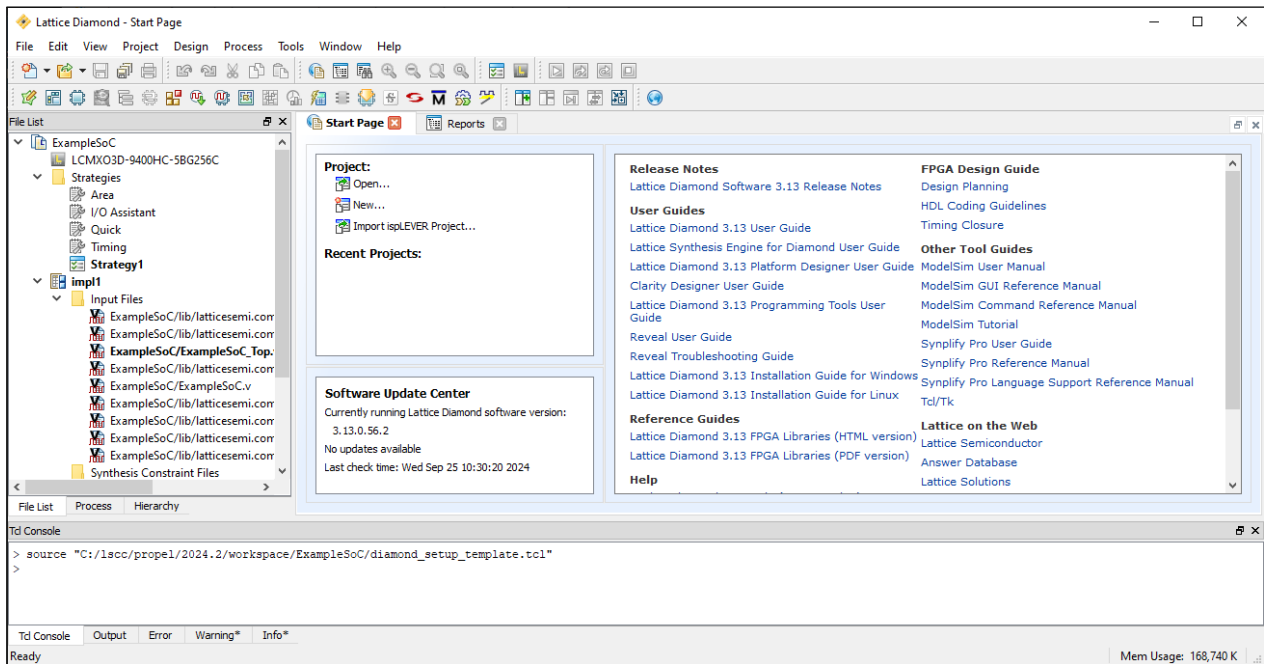 Lattice Diamond - Start Page
File Edit View Project Design Process Tools Window Help
File List
Start Page
Reports
ExampleSoC
LCMXO3D-9400HC-5BG256C
Strategies
Area
I/O Assistant
Quick
Timing
Strategy1
impl1
Input Files
ExampleSoC/lib/latticesemi.com
ExampleSoC/lib/latticesemi.com
ExampleSoC/ExampleSoC_Top.
ExampleSoC/lib/latticesemi.com
ExampleSoC/ExampleSoC.v
ExampleSoC/lib/latticesemi.com
ExampleSoC/lib/latticesemi.com
ExampleSoC/lib/latticesemi.com
ExampleSoC/lib/latticesemi.com
Synthesis Constraint Files
File List Process Hierarchy
Project:
Open...
New...
Import ispLEVER Project...
Recent Projects:
Software Update Center
Currently running Lattice Diamond software version:
3.13.0.56.2
No updates available
Last check time: Wed Sep 25 10:30:20 2024
Release Notes
Lattice Diamond Software 3.13 Release Notes
User Guides
Lattice Diamond 3.13 User Guide
Lattice Synthesis Engine for Diamond User Guide
Lattice Diamond 3.13 Platform Designer User Guide
Clarity Designer User Guide
Lattice Diamond 3.13 Programming Tools User
Guide
Reveal User Guide
Reveal Troubleshooting Guide
Lattice Diamond 3.13 Installation Guide for Windows
Lattice Diamond 3.13 Installation Guide for Linux
Reference Guides
Lattice Diamond 3.13 FPGA Libraries (HTML version)
Lattice Diamond 3.13 FPGA Libraries (PDF version)
Help
FPGA Design Guide
Design Planning
HDL Coding Guidelines
Timing Closure
Other Tool Guides
ModelSim User Manual
ModelSim GUI Reference Manual
ModelSim Command Reference Manual
ModelSim Tutorial
Synplify Pro User Guide
Synplify Pro Reference Manual
Synplify Pro Language Support Reference Manual
Tcl/Tk
Lattice on the Web
Lattice Semiconductor
Answer Database
Lattice Solutions
Tcl Console
> source "C:/lscc/propel/2024.2/workspace/ExampleSoC/diamond_setup_template.tcl"
>
Tcl Console Output Error Warning* Info*
Ready
Mem Usage: 168,740 K